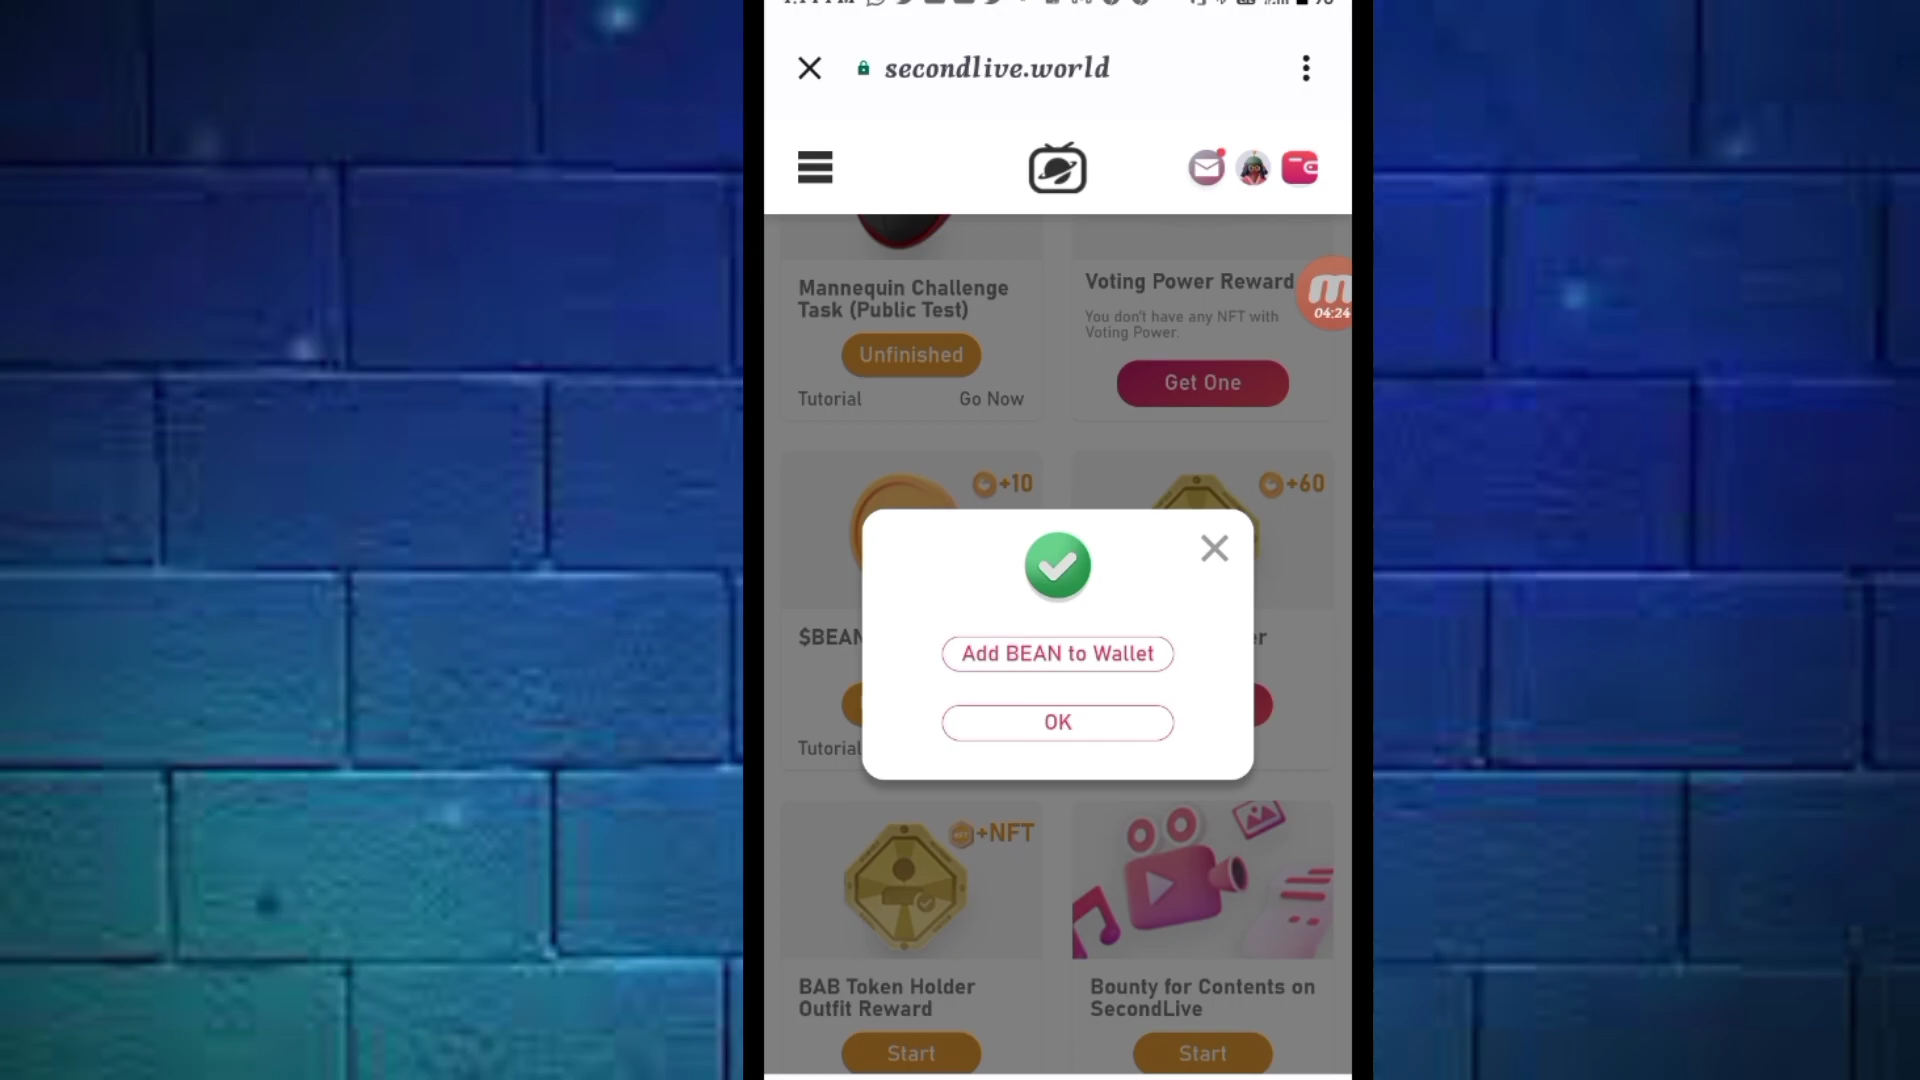 secondlive.world
Mannequin Challenge
Task (Public Test)
Unfinished
Tutorial
Go Now
Voting Power Reward
You don't have any NFT with
Voting Power.
Get One
04:24
+10
+60
$BEAN
Tutorial
Add BEAN to Wallet
OK
+NFT
BAB Token Holder
Outfit Reward
Start
Bounty for Contents on
SecondLive
Start